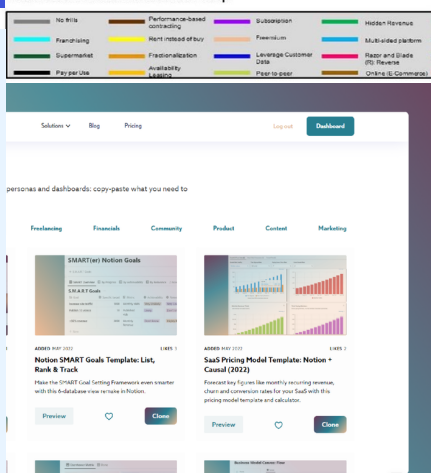 No frills
Performance-based
contracting
Subscription
Hidden Revenue
Franchising
Rent instead of buy
Freemium
Multi-sided platform
Supermarket
Fractionalization
Leverage Customer
Data
Razor and Blade
(R): Reverse
Pay per Use
Availability
Leasing
Peer-to-peer
Online (E-Commerce)
Solutions
Blog
Pricing
Log out
Dashboard
personas and dashboards: copy-paste what you need to
Freelancing
Financials
Community
Product
Content
Marketing
SMART(er) Notion Goals
S.M.A.R.T Goals
ADDED MAY 2022
LIKES
Notion SMART Goals Template: List,
Rank & Track
Make the SMART Goal Setting Framework even smarter
with this 6-database view remake in Notion.
Preview
Clone
ADDED MAY 2022
LIKES
SaaS Pricing Model Template: Notion +
Causal (2022)
Forecast key figures like monthly recurring revenue,
churn and conversion rates for your SaaS with this
pricing model template and calculator.
Preview
Clone